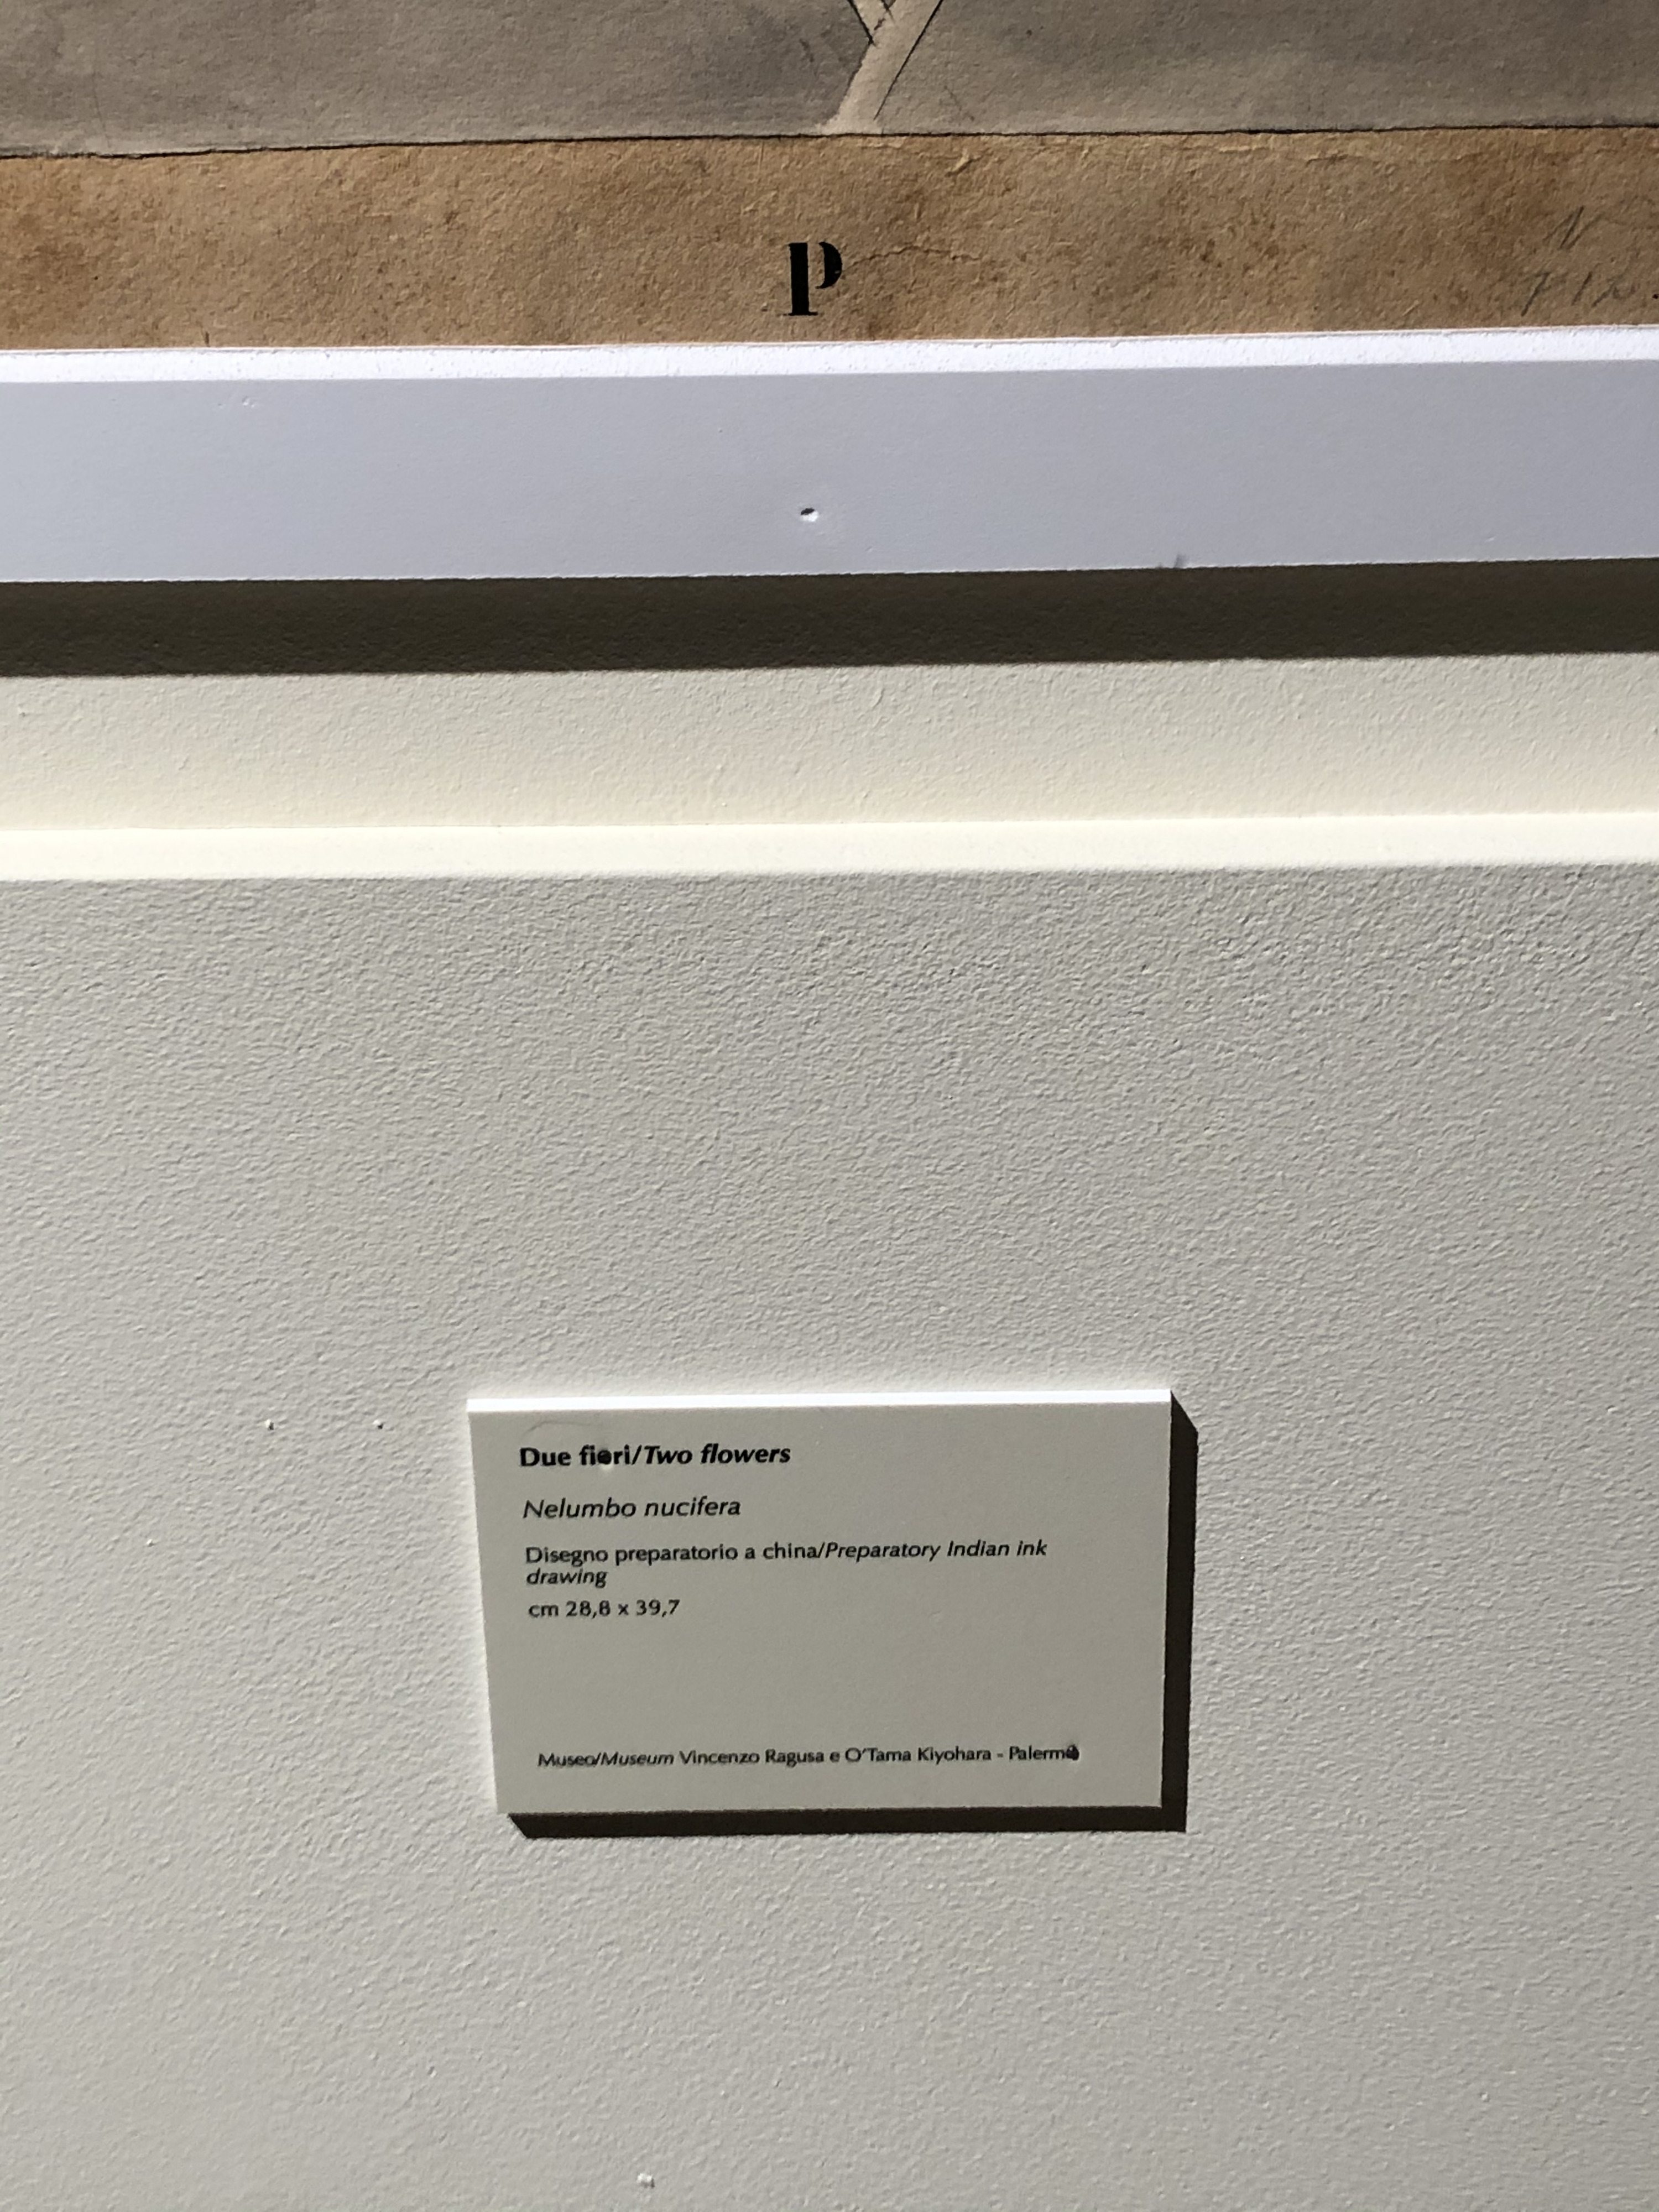 P
Due fiori/Two flowers
Nelumbo nucifera
Disegno preparatorio a china/Preparatory Indian ink
drawing
cm 28,8 x 39,7
Museo/Museum Vincenzo Ragusa e O'Tama Kiyohara - Palermo